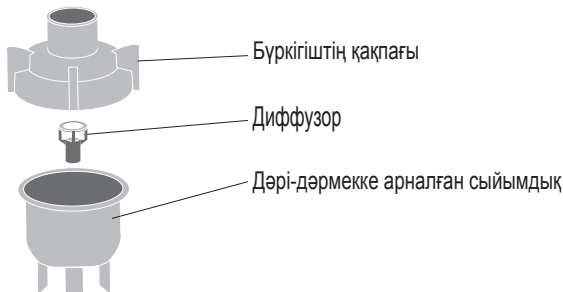 Бүркігіштің қақпағы
Диффузор
Дәрі-дәрмекке арналған сыйымдық